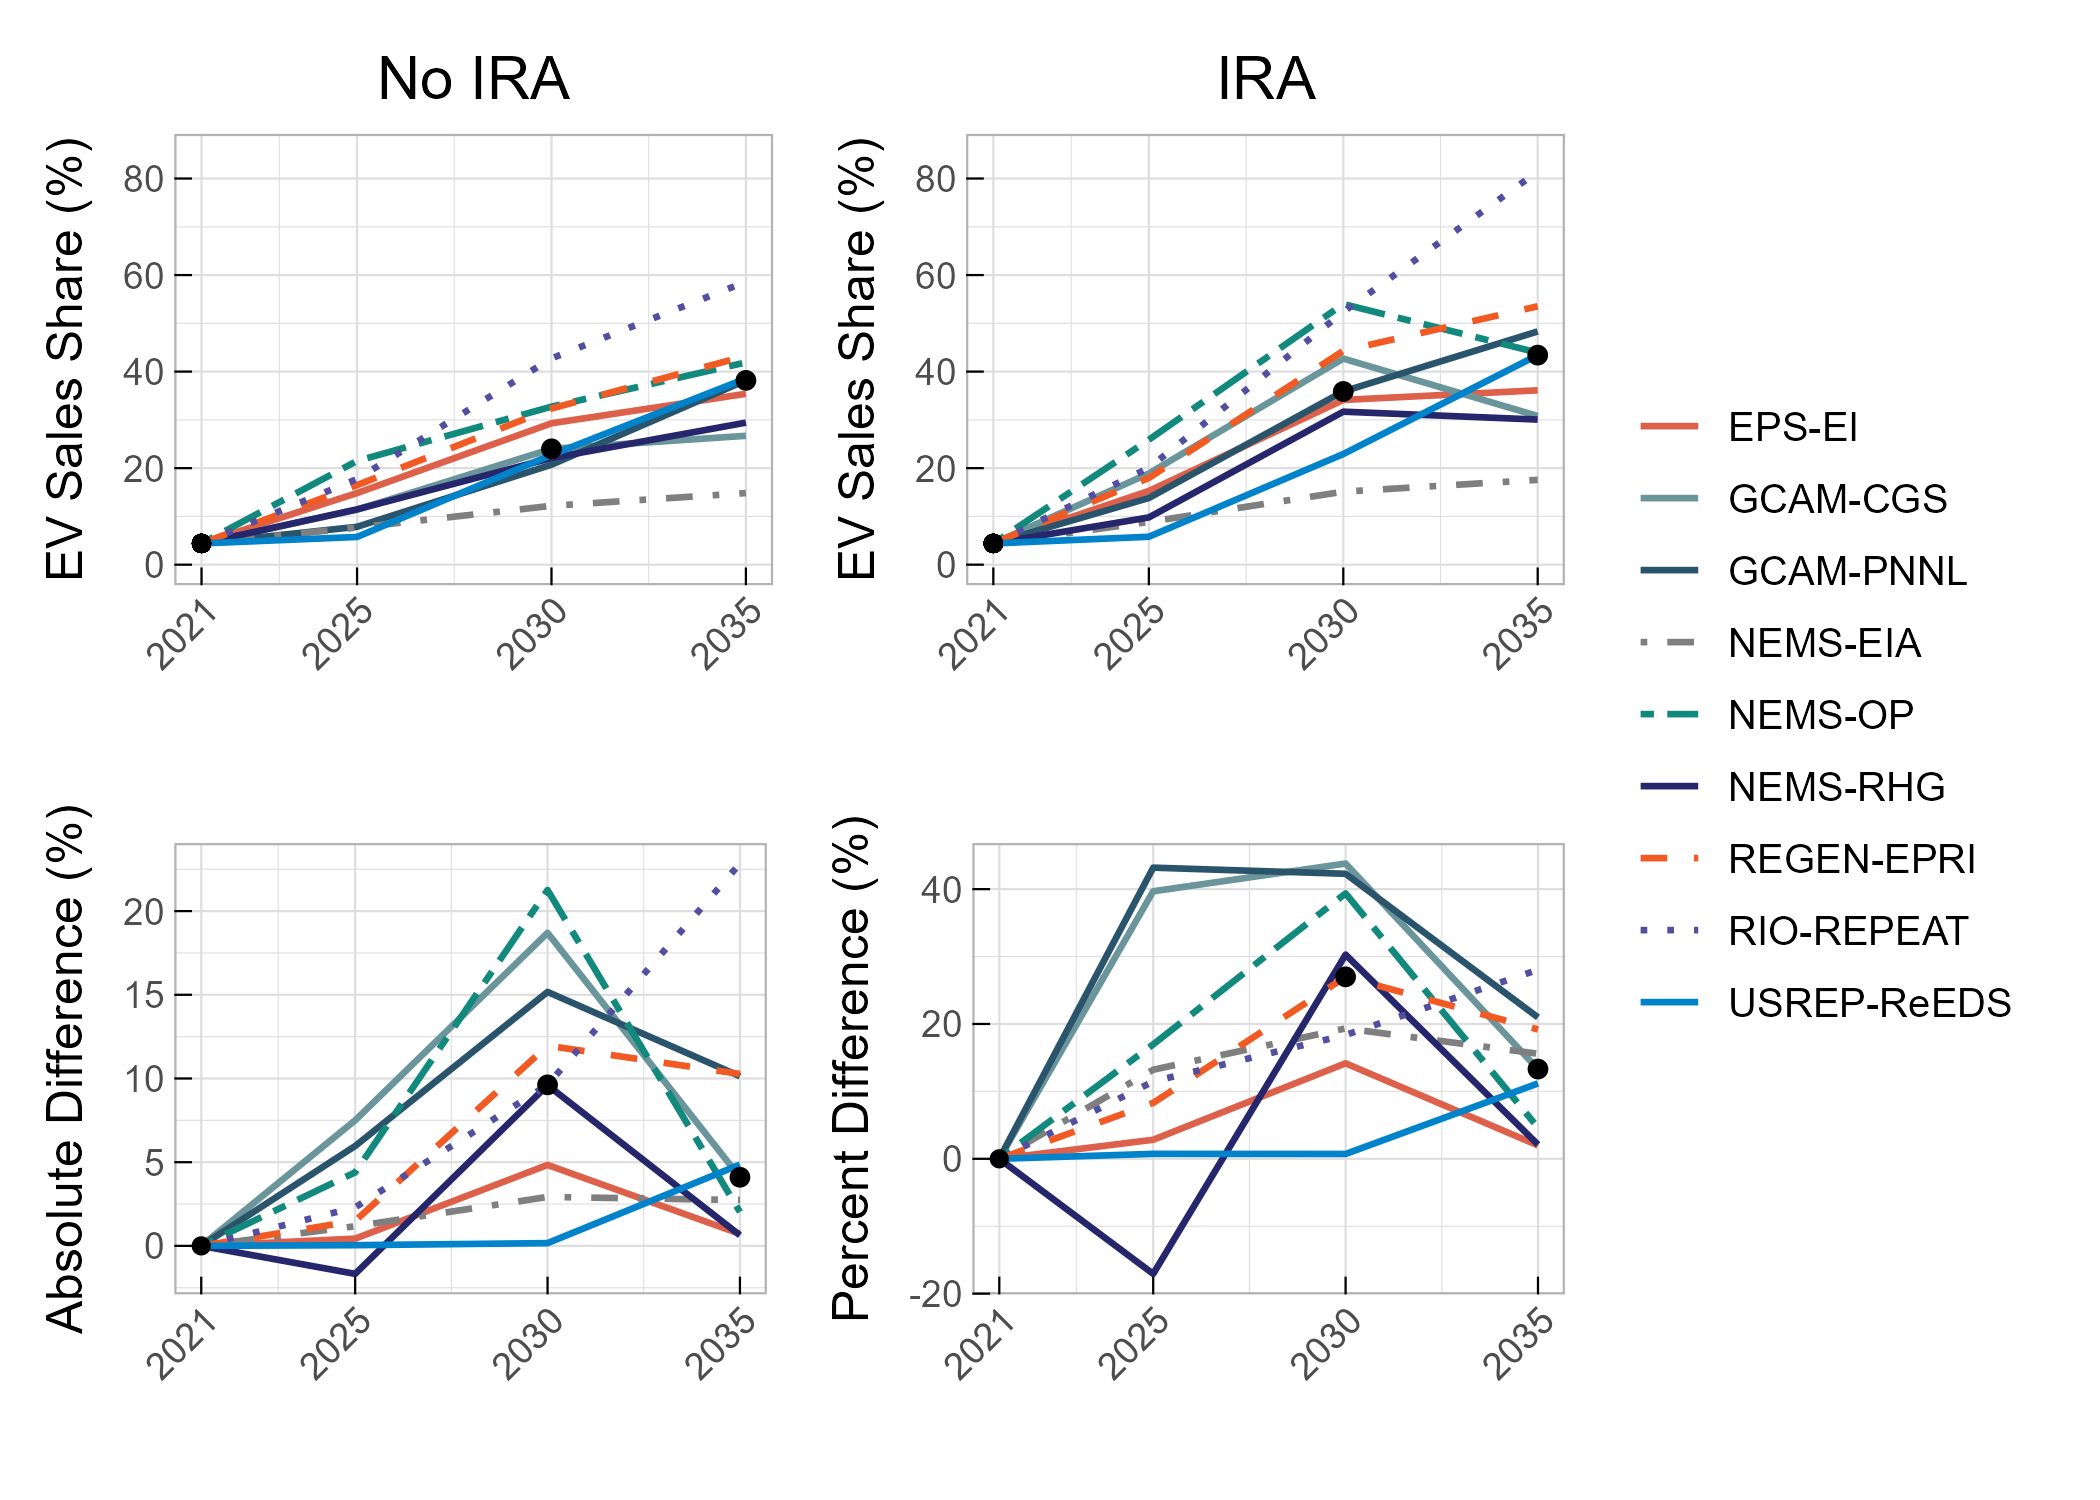 No IRA
IRA
EV Sales Share (%)
80
60
40
20
0
2021
2025
2030
2035
EV Sales Share (%)
80
60
40
20
0
2021
2025
2030
2035
EPS-EI
GCAM-CGS
GCAM-PNNL
NEMS-EIA
NEMS-OP
NEMS-RHG
REGEN-EPRI
RIO-REPEAT
USREP-ReEDS
Absolute Difference (%)
20
15
10
5
0
2021
2025
2030
2035
Percent Difference (%)
40
20
0
-20
2021
2025
2030
2035